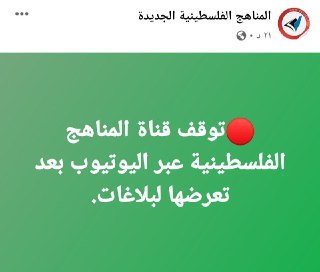 المناهج الفلسطينية الجديدة
٢١ د •
توقف قناة المناهج
الفلسطينية عبر اليوتيوب بعد
تعرضها لبلاغات.